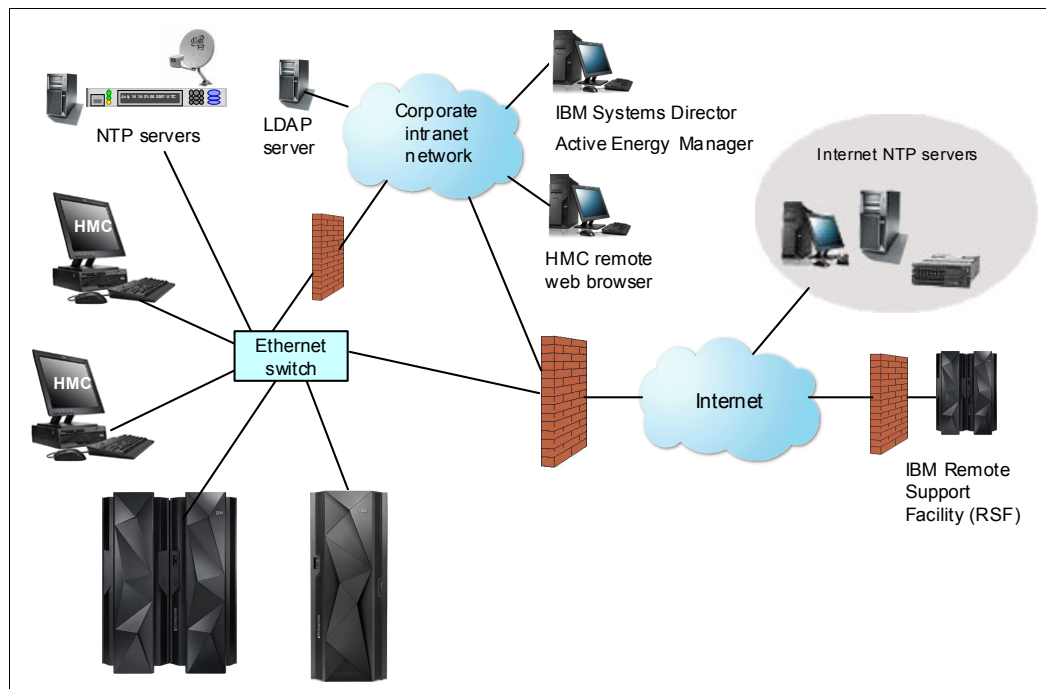 NTP servers
LDAP
server
Corporate
intranet
network
IBM Systems Director
Active Energy Manager
Internet NTP servers
HMC
HMC remote
web browser
Ethernet
switch
HMC
Internet
IBM Remote
Support
Facility (RSF)